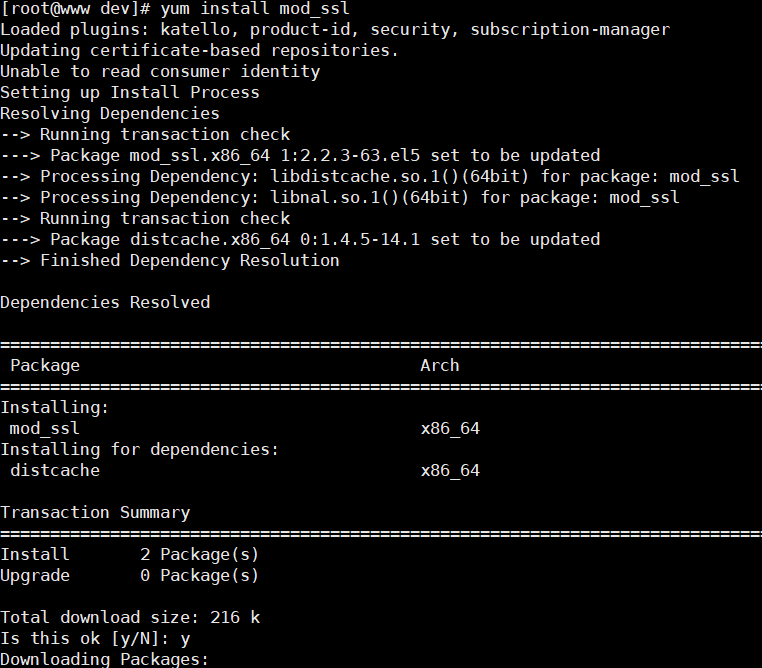 [root@www dev]# yum install mod_ssl
Loaded plugins: katello, product-id, security, subscription-manager
Updating certificate-based repositories.
Unable to read consumer identity
Setting up Install Process
Resolving Dependencies
--> Running transaction check
---> Package mod_ssl.x86_64 1:2.2.3-63.el5 set to be updated
--> Processing Dependency: libdistcache.so.1()(64bit) for package: mod_ssl
--> Processing Dependency: libnal.so.1()(64bit) for package: mod_ssl
--> Running transaction check
---> Package distcache.x86_64 0:1.4.5-14.1 set to be updated
--> Finished Dependency Resolution

Dependencies Resolved

============================================================================
 Package                                  Arch
============================================================================
Installing:
 mod_ssl                                  x86_64
Installing for dependencies:
 distcache                                x86_64

Transaction Summary
============================================================================
Install       2 Package(s)
Upgrade       0 Package(s)

Total download size: 216 k
Is this ok [y/N]: y
Downloading Packages: